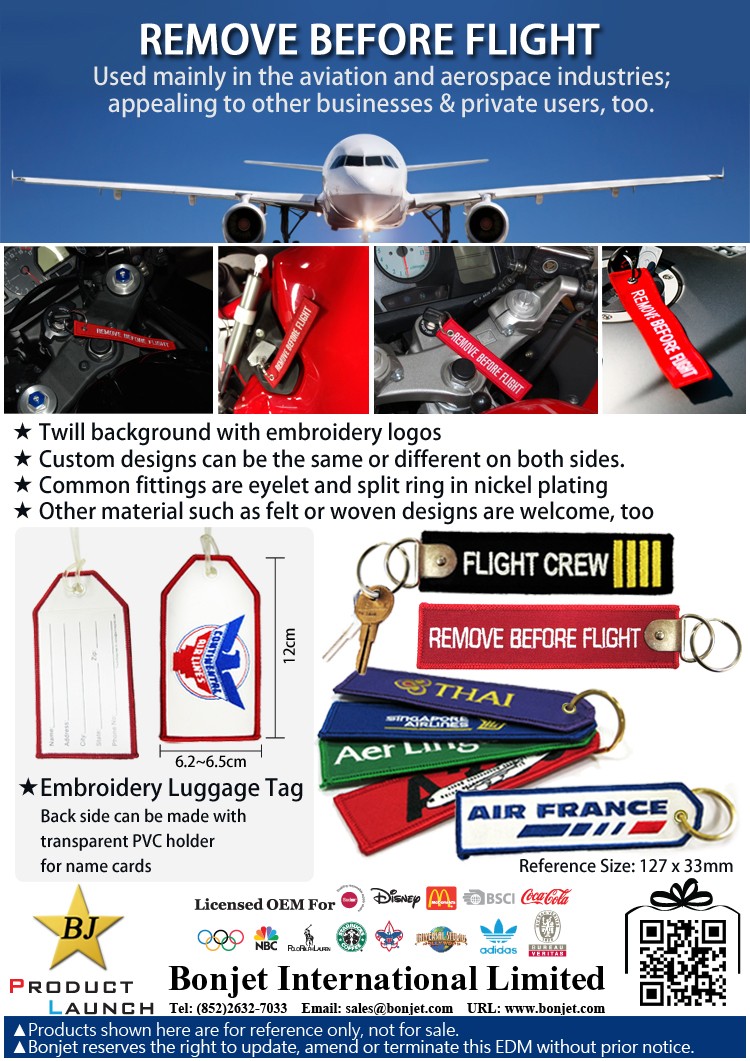 REMOVE BEFORE FLIGHT
Used mainly in the aviation and aerospace industries;
appealing to other businesses & private users, too.
REMOVE BEFORE FLIGHT
REMOVE BEFORE FLIGHT
REMOVE BEFORE FLIGHT
REMOVE BEFORE FLIGHT
★ Twill background with embroidery logos
★ Custom designs can be the same or different on both sides.
★ Common fittings are eyelet and split ring in nickel plating
★ Other material such as felt or woven designs are welcome, too
Name
Address
City
State
Zip
Phone No.
CONTINENTAL
AIR LINES
12cm
6.2~6.5cm
★Embroidery Luggage Tag
Back side can be made with
transparent PVC holder
for name cards
FLIGHT CREW
REMOVE BEFORE FLIGHT
THAI
SINGAPORE
AIRLINES
Aer Ling
A
AIR FRANCE
Reference Size: 127 x 33mm
BJ
PRODUCT
LAUNCH
Licensed OEM For
Disney
McDonald's
BSCI
Coca-Cola
NBC
POLO RALPH LAUREN
STARBUCKS
UNIVERSAL STUDIOS
adidas
BUREAU
VERITAS
Bonjet International Limited
Tel: (852)2632-7033 Email: sales@bonjet.com URL: www.bonjet.com
▲Products shown here are for reference only, not for sale.
▲Bonjet reserves the right to update, amend or terminate this EDM without prior notice.